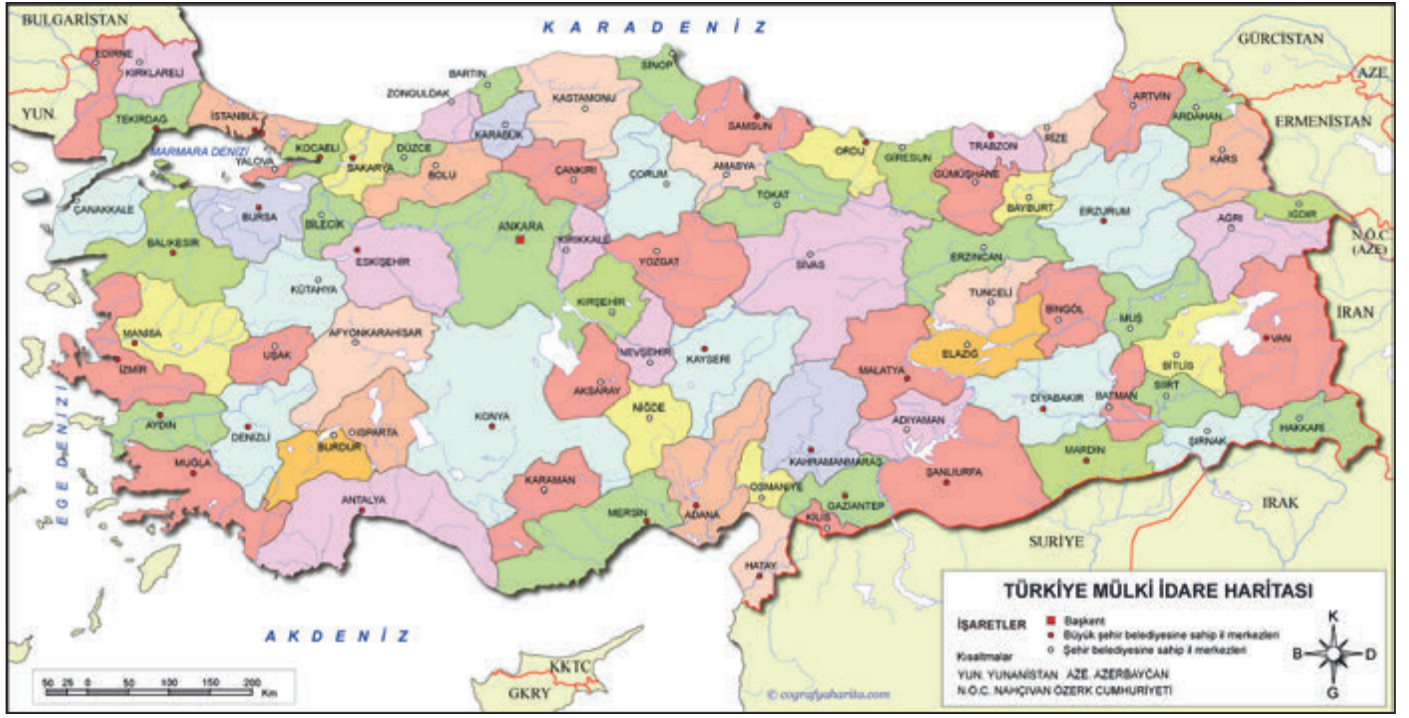 BULGARİSTAN
K A R A D E N İ Z
GÜRCİSTAN
EDİRNE
KIRKLARELİ
SİNOP
BARTIN
ZONGULDAK
KASTAMONU
AZE.
YUN.
ARTVİN
ARDAHAN
TEKİRDAĞ
İSTANBUL
KARABÜK
SAMSUN
ERMENİSTAN
MARMARA DENİZİ
YALOVA
KOCAELİ
SAKARYA
DÜZCE
BOLU
ÇANKIRI
ÇORUM
AMASYA
ORDU
GİRESUN
TRABZON
RİZE
KARS
GÜMÜŞHANE
TOKAT
BAYBURT
ERZURUM
IĞDIR
ÇANAKKALE
BURSA
BİLECİK
ANKARA
KIRIKKALE
AĞRI
N.Ö.C.
(AZE)
BALIKESİR
ESKİŞEHİR
YOZGAT
SİVAS
ERZİNCAN
KÜTAHYA
TUNCELİ
KIRŞEHİR
BİNGÖL
MUŞ
İRAN
MANİSA
AFYONKARAHİSAR
UŞAK
NEVŞEHİR
KAYSERİ
ELAZIĞ
VAN
BİTLİS
İZMİR
MALATYA
AKSARAY
SİİRT
DİYABAKIR
BATMAN
EGE DENİZİ
AYDIN
DENİZLİ
KONYA
NİĞDE
ADIYAMAN
HAKKARİ
ISPARTA
BURDUR
ŞIRNAK
KAHRAMANMARAŞ
MARDİN
MUĞLA
ŞANLIURFA
KARAMAN
OSMANİYE
ANTALYA
MERSİN
ADANA
GAZİANTEP
KİLİS
IRAK
SURİYE
HATAY
A K D E N İ Z
KKTC
GKRY
50 25 0 50 100 150 200
Km
© cografyaharita.com
TÜRKİYE MÜLKİ İDARE HARİTASI
İŞARETLER
Başkent
Büyük şehir belediyesine sahip il merkezleri
Şehir belediyesine sahip il merkezleri
Kısaltmalar
YUN. YUNANİSTAN AZE. AZERBAYCAN
N.Ö.C. NAHÇIVAN ÖZERK CUMHURİYETİ
K
B
D
G